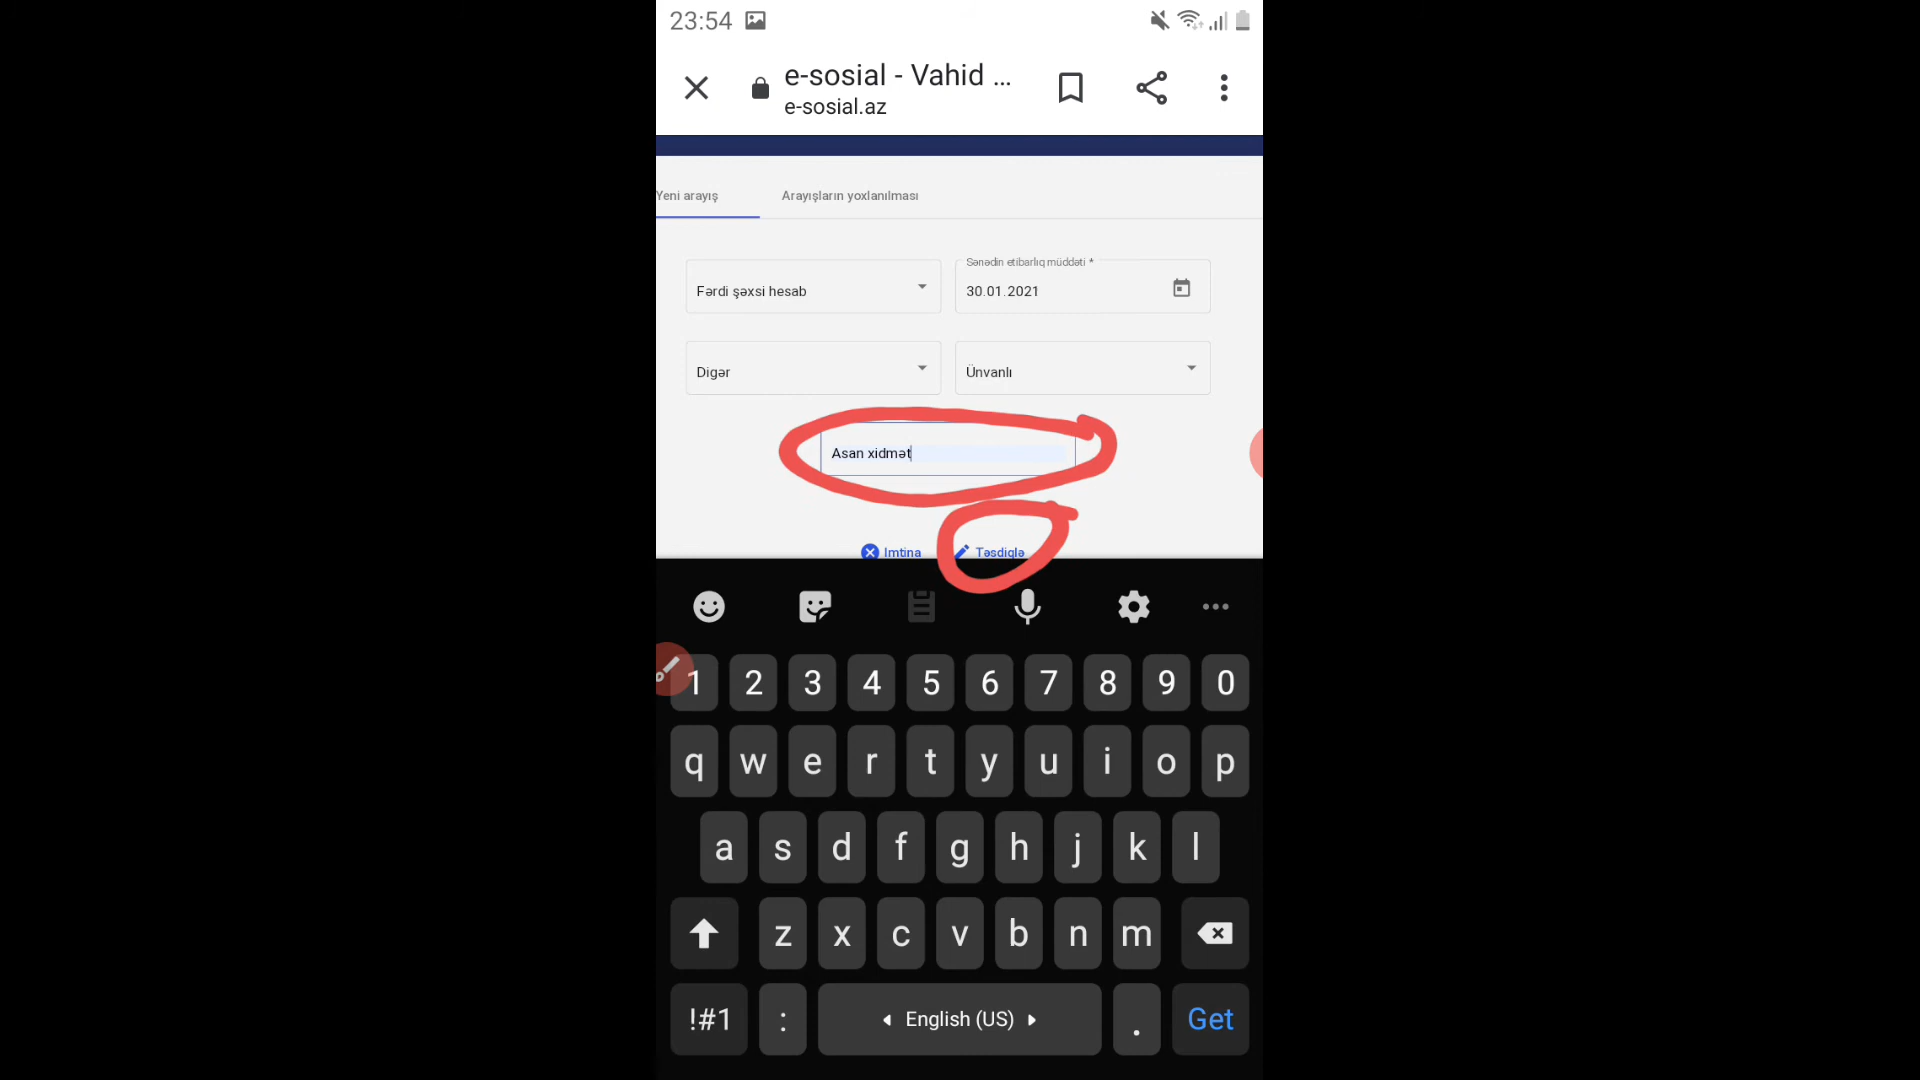 23:54
e-sosial - Vahid ...
e-sosial.az
Yeni arayış
Arayışların yoxlanılması
Fərdi şəxsi hesab
Sənədin etibarlıq müddəti *
30.01.2021
Digər
Ünvanlı
Asan xidmət
Imtina
Təsdiqlə
1 2 3 4 5 6 7 8 9 0
q w e r t y u i o p
a s d f g h j k l
z x c v b n m
!#1 : English (US) . Get